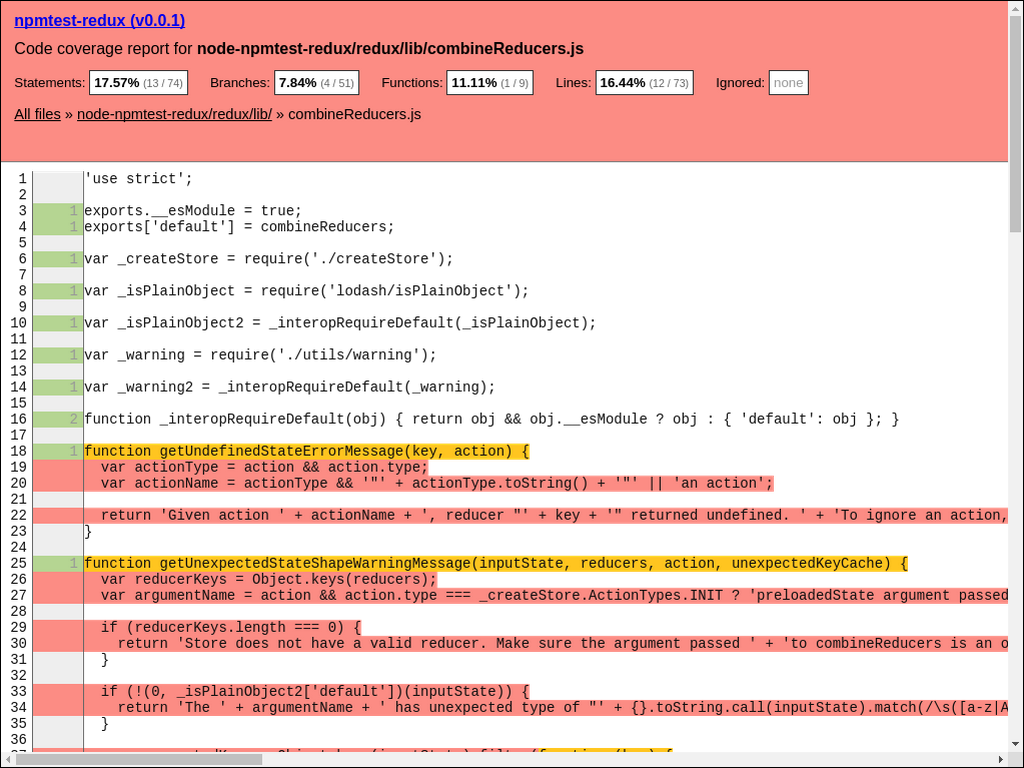 npmtest-redux (v0.0.1)
Code coverage report for node-npmtest-redux/redux/lib/combineReducers.js
Statements: 17.57% (13 / 74) Branches: 7.84% (4 / 51) Functions: 11.11% (1 / 9) Lines: 16.44% (12 / 73) Ignored: none
All files » node-npmtest-redux/redux/lib/ » combineReducers.js
1 'use strict';
2
3 1 exports.__esModule = true;
4 1 exports['default'] = combineReducers;
5
6 1 var _createStore = require('./createStore');
7
8 1 var _isPlainObject = require('lodash/isPlainObject');
9
10 1 var _isPlainObject2 = _interopRequireDefault(_isPlainObject);
11
12 1 var _warning = require('./utils/warning');
13
14 1 var _warning2 = _interopRequireDefault(_warning);
15
16 2 function _interopRequireDefault(obj) { return obj && obj.__esModule ? obj : { 'default': obj }; }
17
18 1 function getUndefinedStateErrorMessage(key, action) {
19 var actionType = action && action.type;
20 var actionName = actionType && '"' + actionType.toString() + '"' || 'an action';
21
22 return 'Given action ' + actionName + ', reducer "' + key + '" returned undefined. ' + 'To ignore an action,
23 }
24
25 1 function getUnexpectedStateShapeWarningMessage(inputState, reducers, action, unexpectedKeyCache) {
26 var reducerKeys = Object.keys(reducers);
27 var argumentName = action && action.type === _createStore.ActionTypes.INIT ? 'preloadedState argument passed
28
29 if (reducerKeys.length === 0) {
30 return 'Store does not have a valid reducer. Make sure the argument passed ' + 'to combineReducers is an o
31 }
32
33 if (!(0, _isPlainObject2['default'])(inputState)) {
34 return 'The ' + argumentName + ' has unexpected type of "' + {}.toString.call(inputState).match(/\s([a-z|A
35 }
36